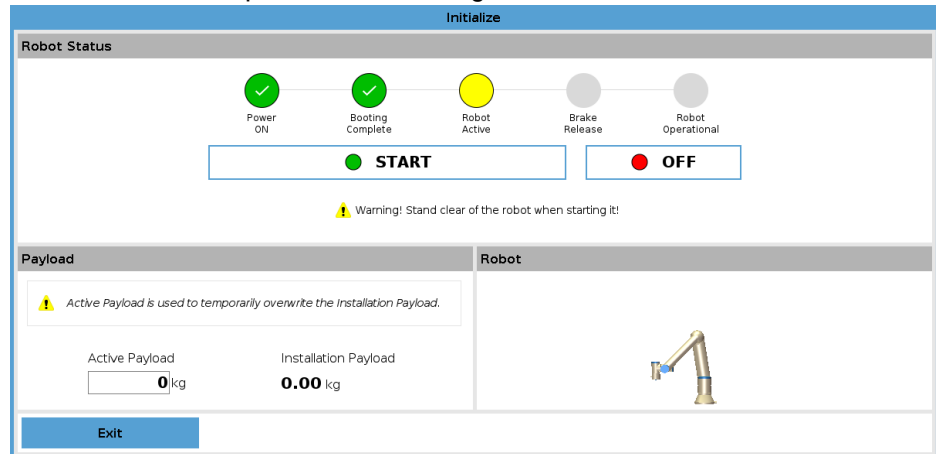 Initialize
Robot Status
Power ON
Booting Complete
Robot Active
Brake Release
Robot Operational
START
OFF
Warning! Stand clear of the robot when starting it!
Payload
Robot
Active Payload is used to temporarily overwrite the Installation Payload.
Active Payload
Installation Payload
0 kg
0.00 kg
Exit